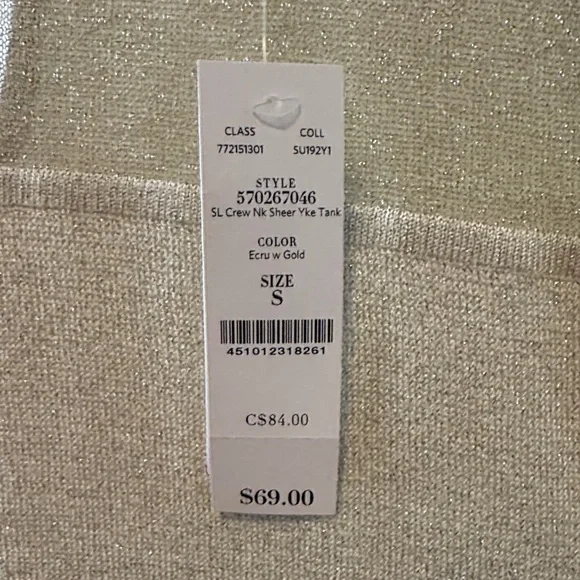 CLASS COLL
772151301 SU192Y1
STYLE
570267046
SL Crew Nk Sheer Yke Tank
COLOR
Ecru w Gold
SIZE
S
451012318261
C$84.00
$69.00